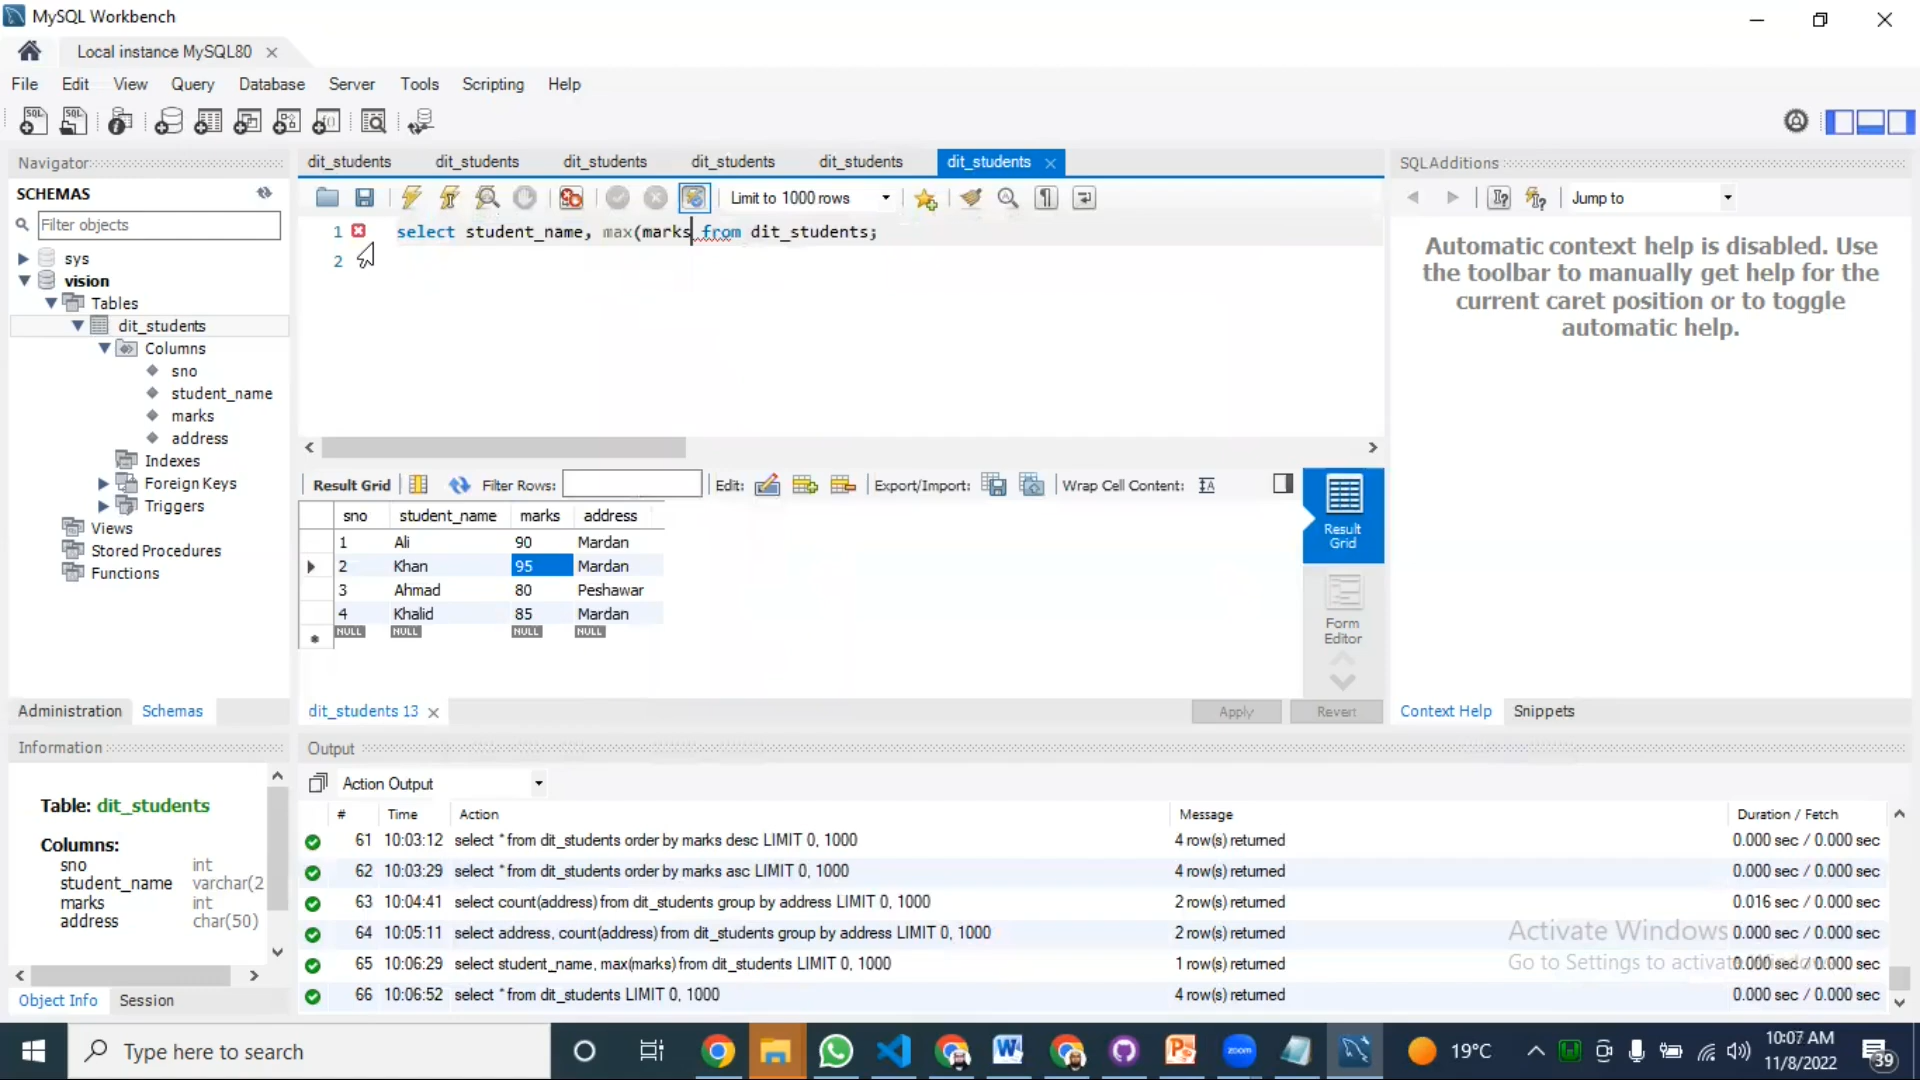 MySQL Workbench
Local instance MySQL80
File Edit View Query Database Server Tools Scripting Help
Navigator
SCHEMAS
Filter objects
sys
vision
Tables
dit_students
Columns
sno
student_name
marks
address
Indexes
Foreign Keys
Triggers
Views
Stored Procedures
Functions
Administration Schemas
Information
Table: dit_students
Columns:
sno int
student_name varchar(2
marks int
address char(50)
Object Info Session
dit_students dit_students dit_students dit_students dit_students dit_students
Limit to 1000 rows
1 select student_name, max(marks from dit_students;
2
Result Grid Filter Rows: Edit: Export/Import: Wrap Cell Content:
sno student_name marks address
1 Ali 90 Mardan
2 Khan 95 Mardan
3 Ahmad 80 Peshawar
4 Khalid 85 Mardan
NULL NULL NULL NULL
Result Grid
Form Editor
dit_students 13
Apply Revert
SQLAdditions
Jump to
Automatic context help is disabled. Use
the toolbar to manually get help for the
current caret position or to toggle
automatic help.
Context Help Snippets
Output
Action Output
# Time Action Message Duration / Fetch
61 10:03:12 select * from dit_students order by marks desc LIMIT 0, 1000 4 row(s) returned 0.000 sec / 0.000 sec
62 10:03:29 select * from dit_students order by marks asc LIMIT 0, 1000 4 row(s) returned 0.000 sec / 0.000 sec
63 10:04:41 select count(address) from dit_students group by address LIMIT 0, 1000 2 row(s) returned 0.016 sec / 0.000 sec
64 10:05:11 select address, count(address) from dit_students group by address LIMIT 0, 1000 2 row(s) returned 0.000 sec / 0.000 sec
65 10:06:29 select student_name, max(marks) from dit_students LIMIT 0, 1000 1 row(s) returned 0.000 sec / 0.000 sec
66 10:06:52 select * from dit_students LIMIT 0, 1000 4 row(s) returned 0.000 sec / 0.000 sec
Activate Windows
Go to Settings to activate Windows.
Type here to search
zoom
19°C
10:07 AM
11/8/2022
39